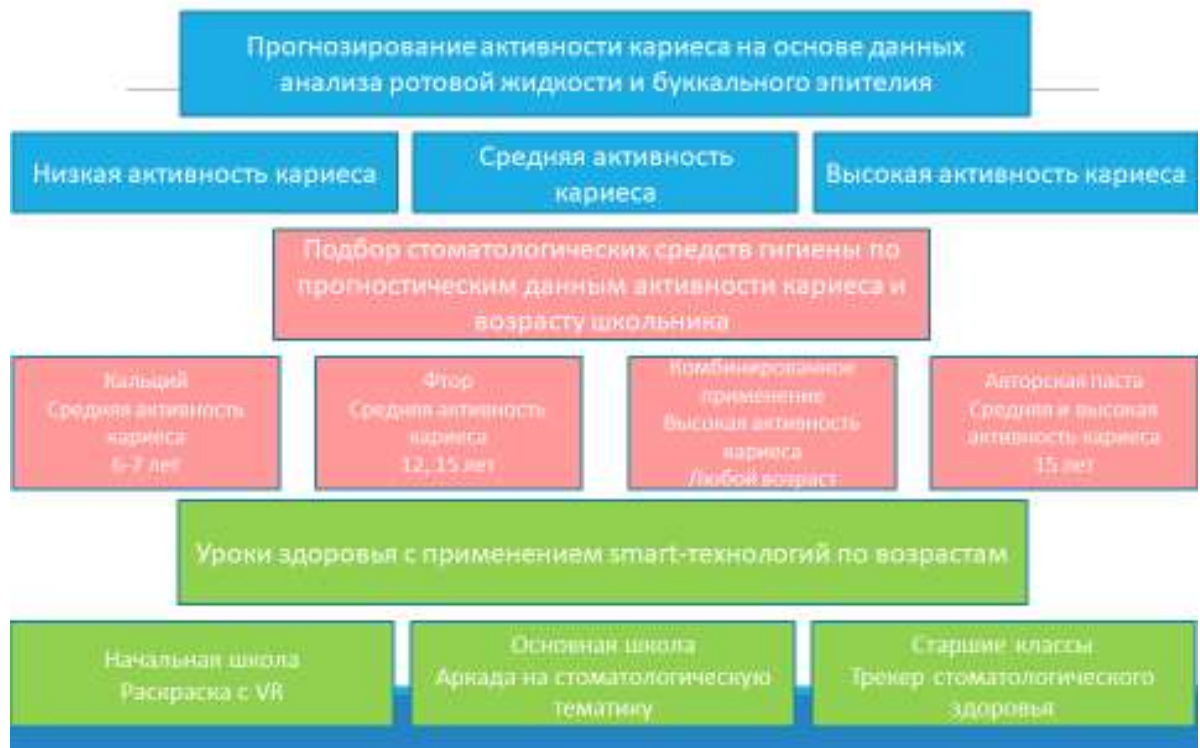 Прогнозирование активности кариеса на основе данных
анализа ротовой жидкости и буккального эпителия
Низкая активность кариеса
Средняя активность
кариеса
Высокая активность кариеса
Подбор стоматологических средств гигиены по
прогностическим данным активности кариеса и
возрасту школьника
Кальций
Средняя активность
кариеса
6-7 лет
Фтор
Средняя активность
кариеса
12, 15 лет
Комбинированное
применение
Высокая активность
кариеса
Любой возраст
Авторская паста
Средняя и высокая
активность кариеса
15 лет
Уроки здоровья с применением smart-технологий по возрастам
Начальная школа
Раскраска с VR
Основная школа
Аркада на стоматологическую
тематику
Старшие классы
Трекер стоматологического
здоровья